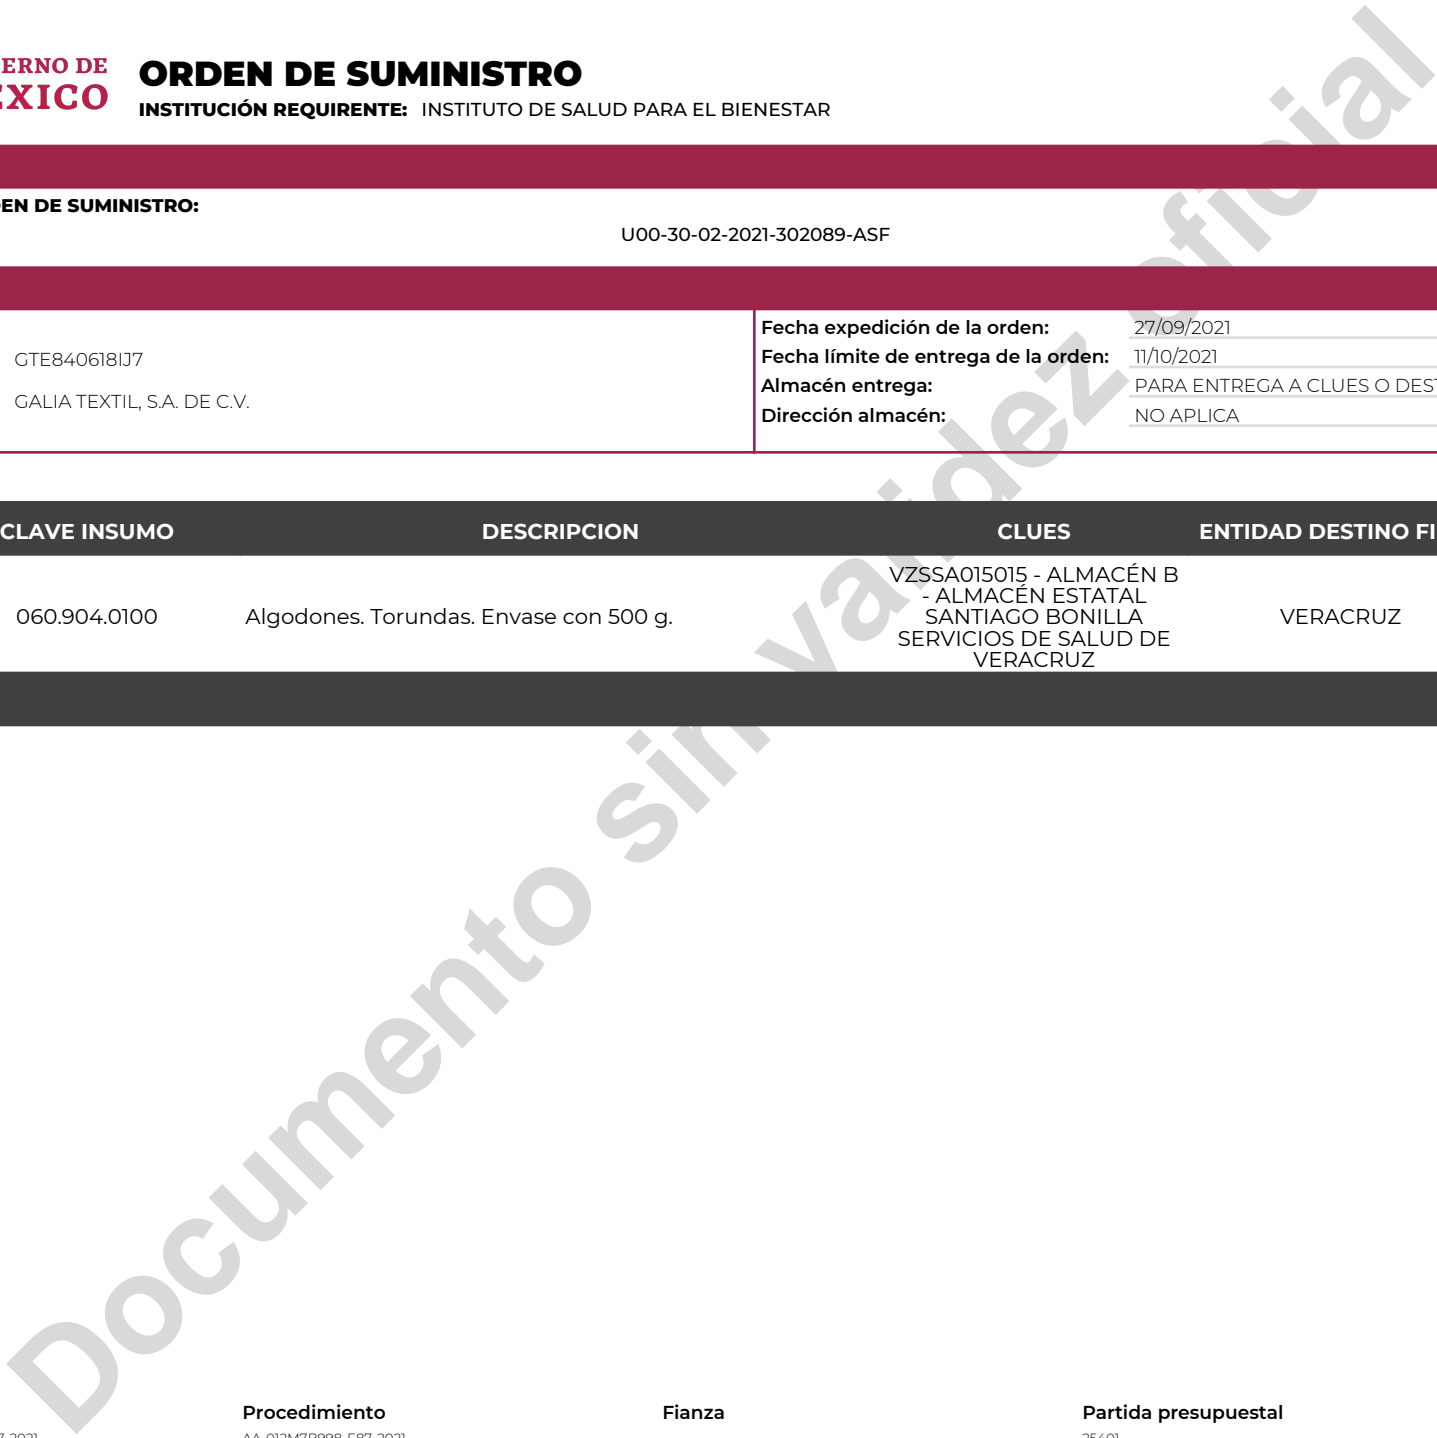 ERNO DE
ÉXICO
ORDEN DE SUMINISTRO
INSTITUCIÓN REQUIRENTE: INSTITUTO DE SALUD PARA EL BIENESTAR
EN DE SUMINISTRO:
U00-30-02-2021-302089-ASF
GTE840618IJ7
GALIA TEXTIL, S.A. DE C.V.
Fecha expedición de la orden: 27/09/2021
Fecha límite de entrega de la orden: 11/10/2021
Almacén entrega: PARA ENTREGA A CLUES O DEST
Dirección almacén: NO APLICA
CLAVE INSUMO DESCRIPCION CLUES ENTIDAD DESTINO FI
060.904.0100 Algodones. Torundas. Envase con 500 g.
VZSSA015015 - ALMACÉN B
- ALMACÉN ESTATAL
SANTIAGO BONILLA
SERVICIOS DE SALUD DE
VERACRUZ
VERACRUZ
Documento sin validez oficial
Procedimiento Fianza Partida presupuestal